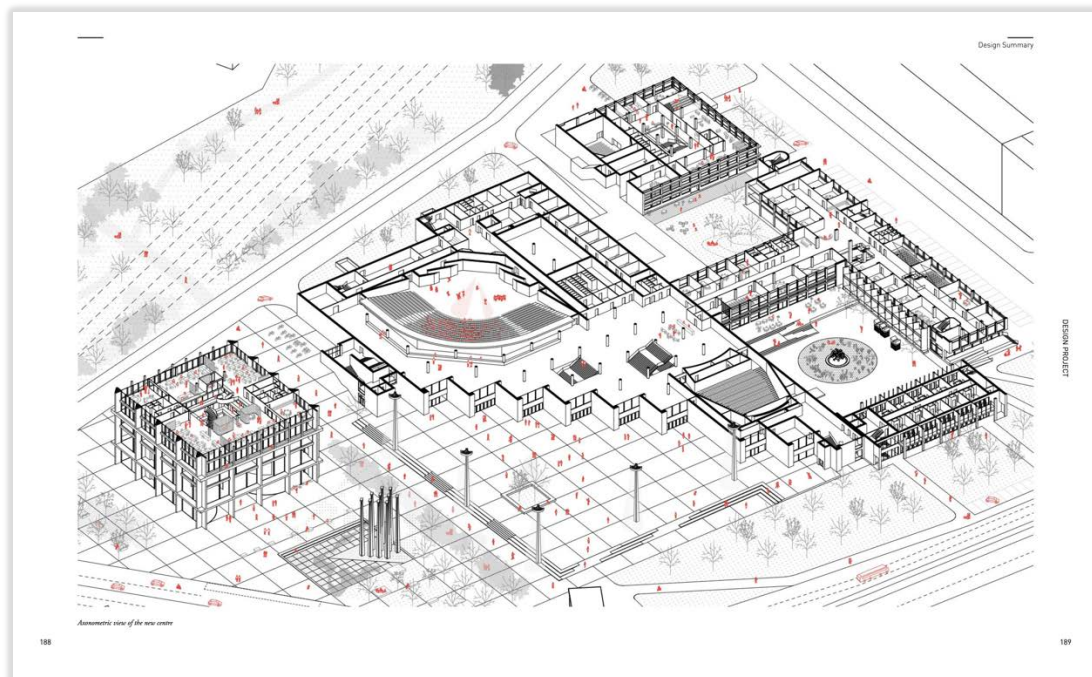 Design Summary
DESIGN PROJECT
Axonometric view of the new centre
188
189